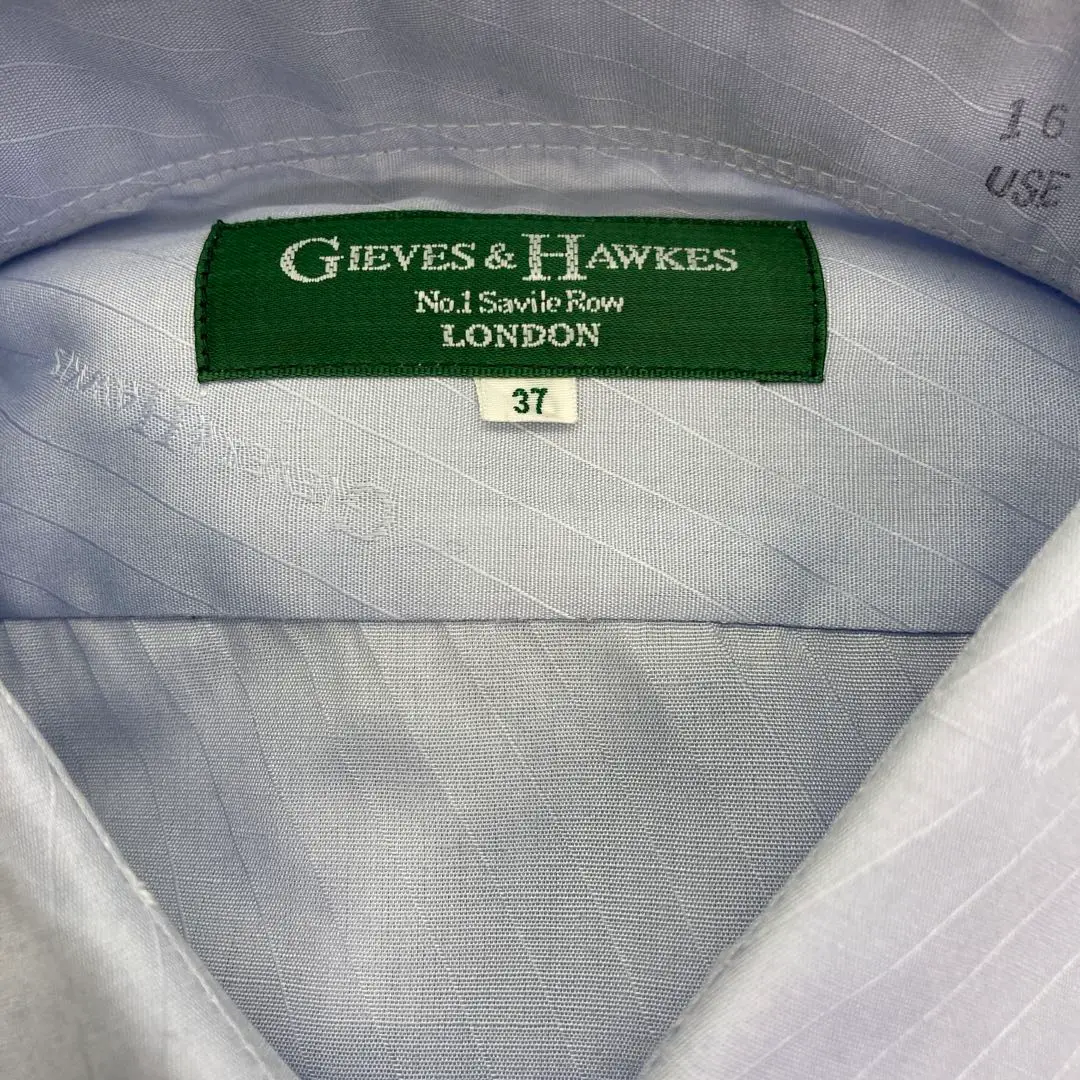 16
USE
GIEVES & HAWKES
No.1 Savile Row
LONDON
37